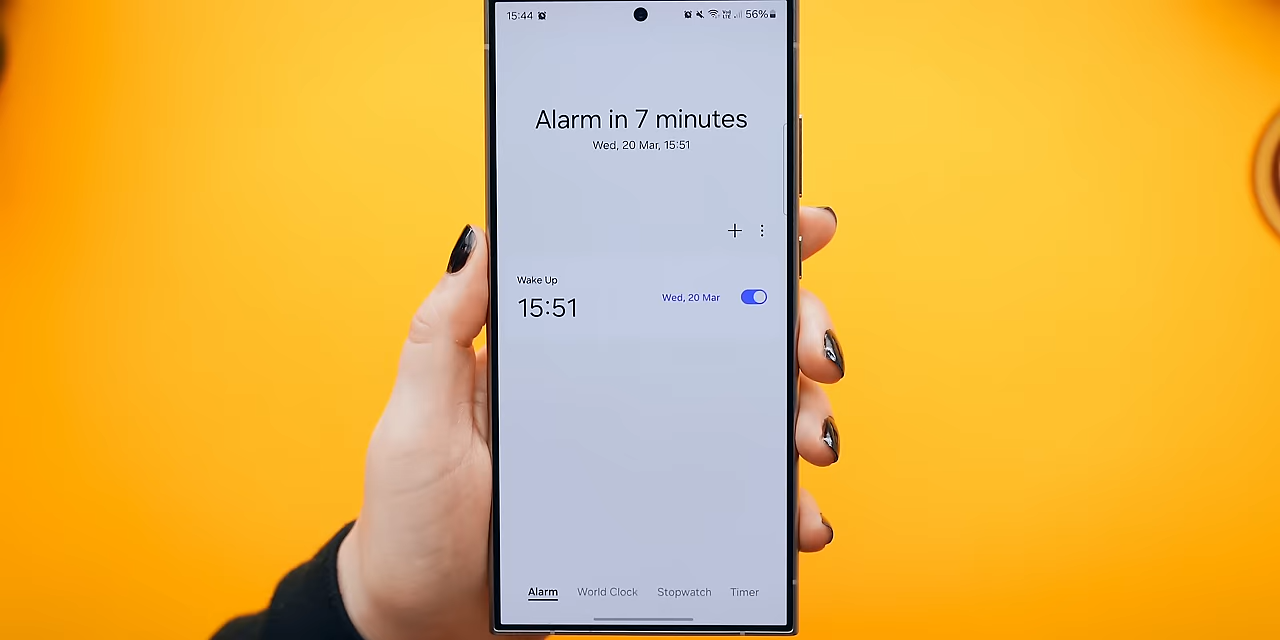 15:44 56%
Alarm in 7 minutes
Wed, 20 Mar, 15:51
Wake Up
15:51 Wed, 20 Mar
Alarm World Clock Stopwatch Timer